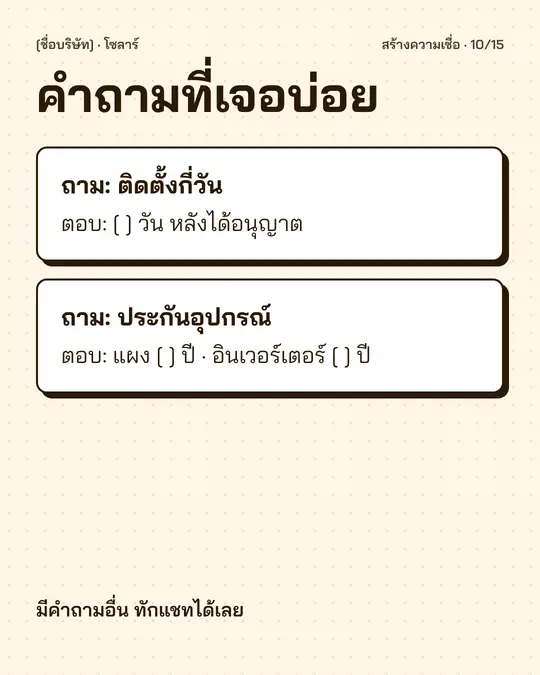 [ชื่อบริษัท] · โซลาร์
สร้างความเชื่อ · 10/15
คำถามที่เจอบ่อย
ถาม: ติดตั้งกี่วัน
ตอบ: [ ] วัน หลังได้อนุญาต
ถาม: ประกันอุปกรณ์
ตอบ: แผง [ ] ปี · อินเวอร์เตอร์ [ ] ปี
มีคำถามอื่น ทักแชทได้เลย